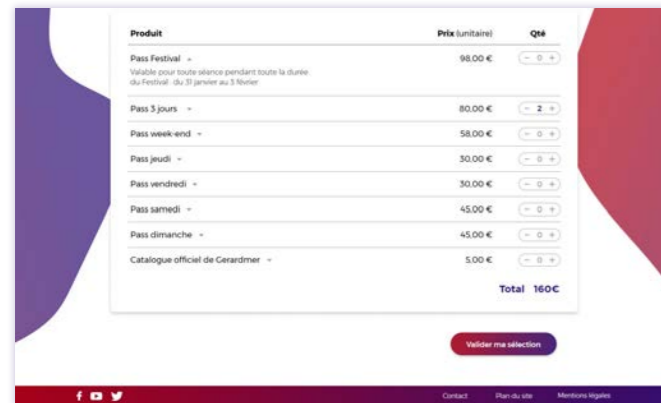 Produit Prix (unitaire) Qté
Pass Festival 98,00 € − 0 +
Valable pour toute séance pendant toute la durée
du Festival du 31 janvier au 3 février
Pass 3 jours 80,00 € − 2 +
Pass week-end 58,00 € − 0 +
Pass jeudi 30,00 € − 0 +
Pass vendredi 30,00 € − 0 +
Pass samedi 45,00 € − 0 +
Pass dimanche 45,00 € − 0 +
Catalogue officiel de Gerardmer 5,00 € − 0 +
Total 160€
Valider ma sélection
Contact Plan du site Mentions légales